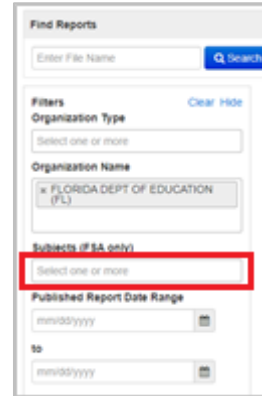 Find Reports
Enter File Name
Search
Filters Clear Hide
Organization Type
Select one or more
Organization Name
× FLORIDA DEPT OF EDUCATION
(FL)
Subjects (FSA only)
Select one or more
Published Report Date Range
mm/dd/yyyy
to
mm/dd/yyyy